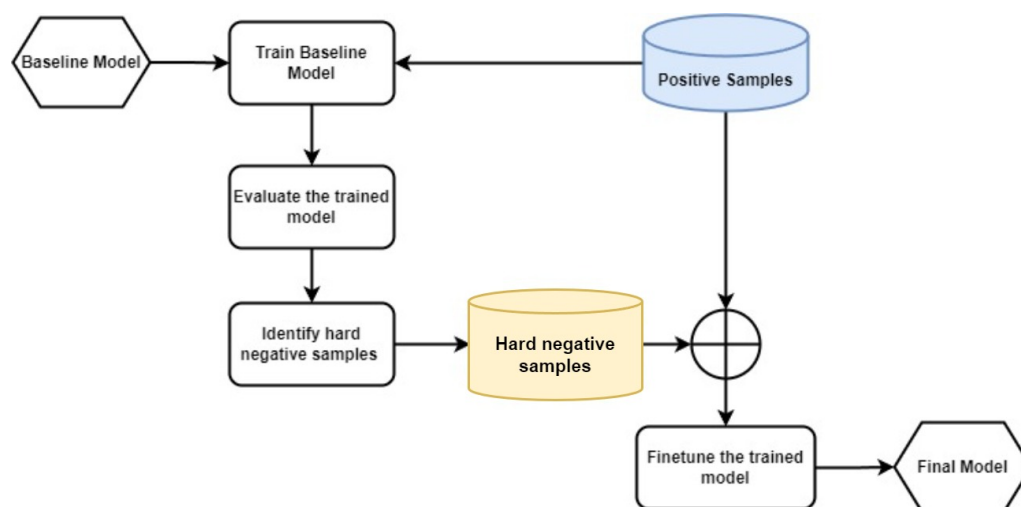 Baseline Model
Train Baseline
Model
Positive Samples
Evaluate the trained
model
Identify hard
negative samples
Hard negative
samples
Finetune the trained
model
Final Model